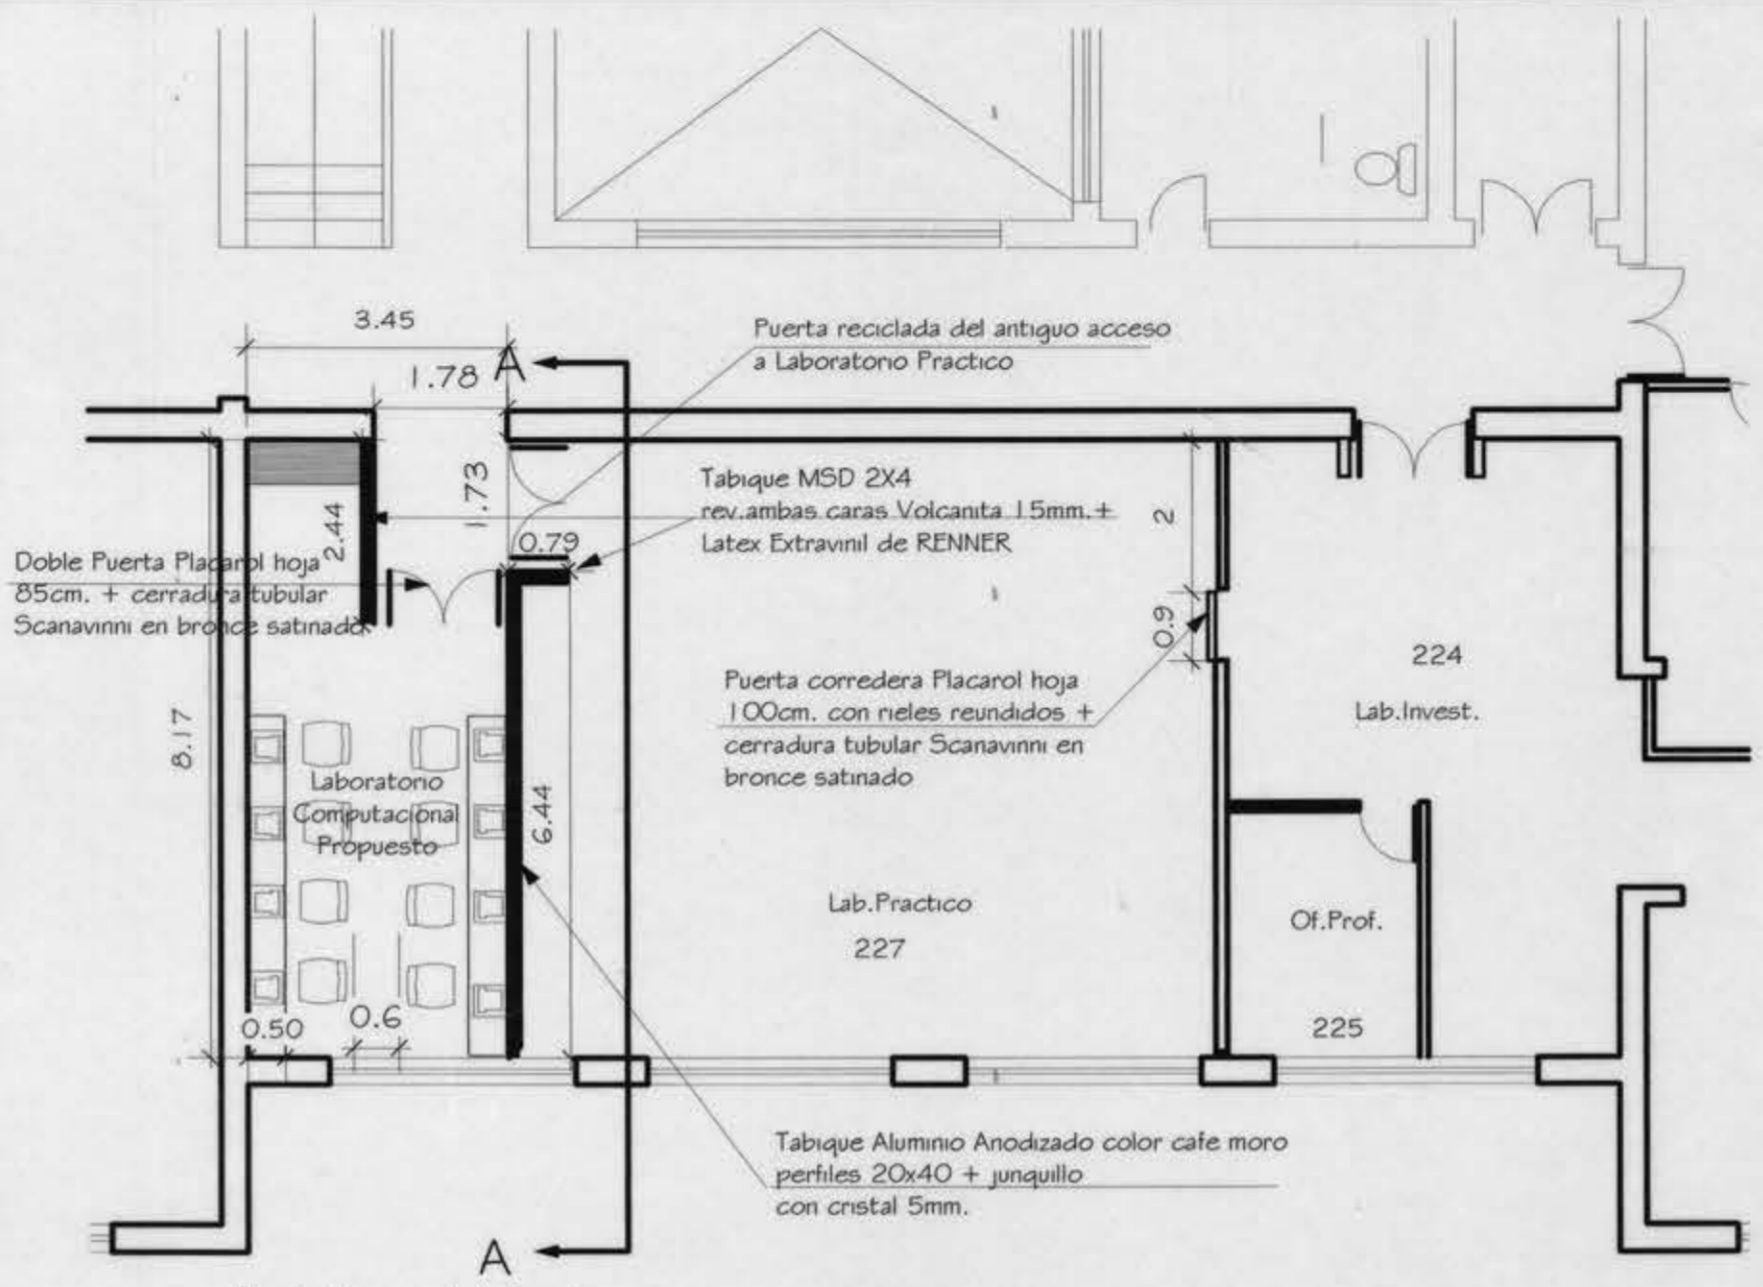 3.45
1.78
A
Puerta reciclada del antiguo acceso
a Laboratorio Practico
1.73
2.44
0.79
Tabique MSD 2X4
rev.ambas caras Volcanita 15mm.+
Latex Extravinil de RENNER
2
0.9
Doble Puerta Placarol hoja
85cm. + cerradura tubular
Scanavinni en bronce satinado
224
Lab.Invest.
Puerta corredera Placarol hoja
100cm. con rieles reundidos +
cerradura tubular Scanavinni en
bronce satinado
8.17
Laboratorio
Computacional
Propuesto
6.44
Lab.Practico
227
Of.Prof.
225
0.50
0.6
Tabique Aluminio Anodizado color cafe moro
perfiles 20x40 + junquillo
con cristal 5mm.
A